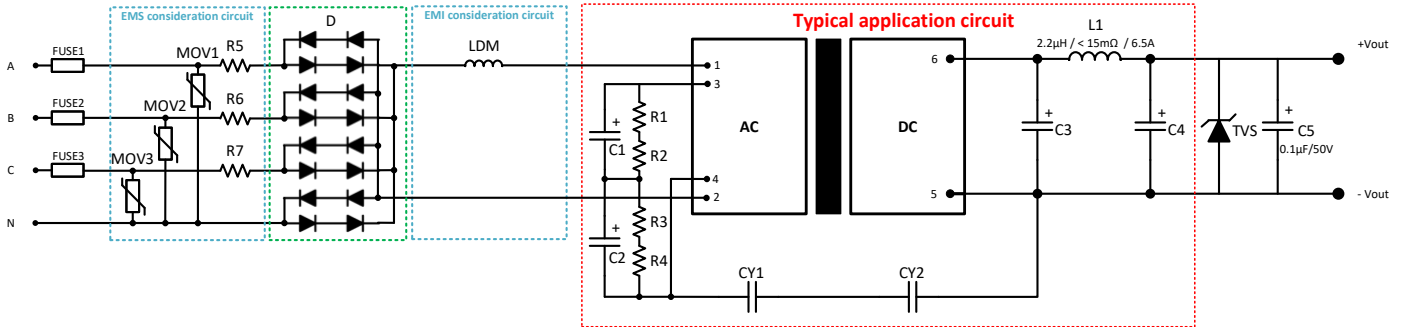 EMS consideration circuit
D
EMI consideration circuit
Typical application circuit
L1
2.2µH / < 15mΩ / 6.5A
FUSE1
MOV1
R5
LDM
A
1
6
+Vout
3
FUSE2
MOV2
R6
R1
B
AC
DC
C3
C4
TVS
C5
C1
R2
0.1µF/50V
FUSE3
MOV3
R7
C
4
2
5
- Vout
N
R3
C2
R4
CY1
CY2
+
+
+
+
+